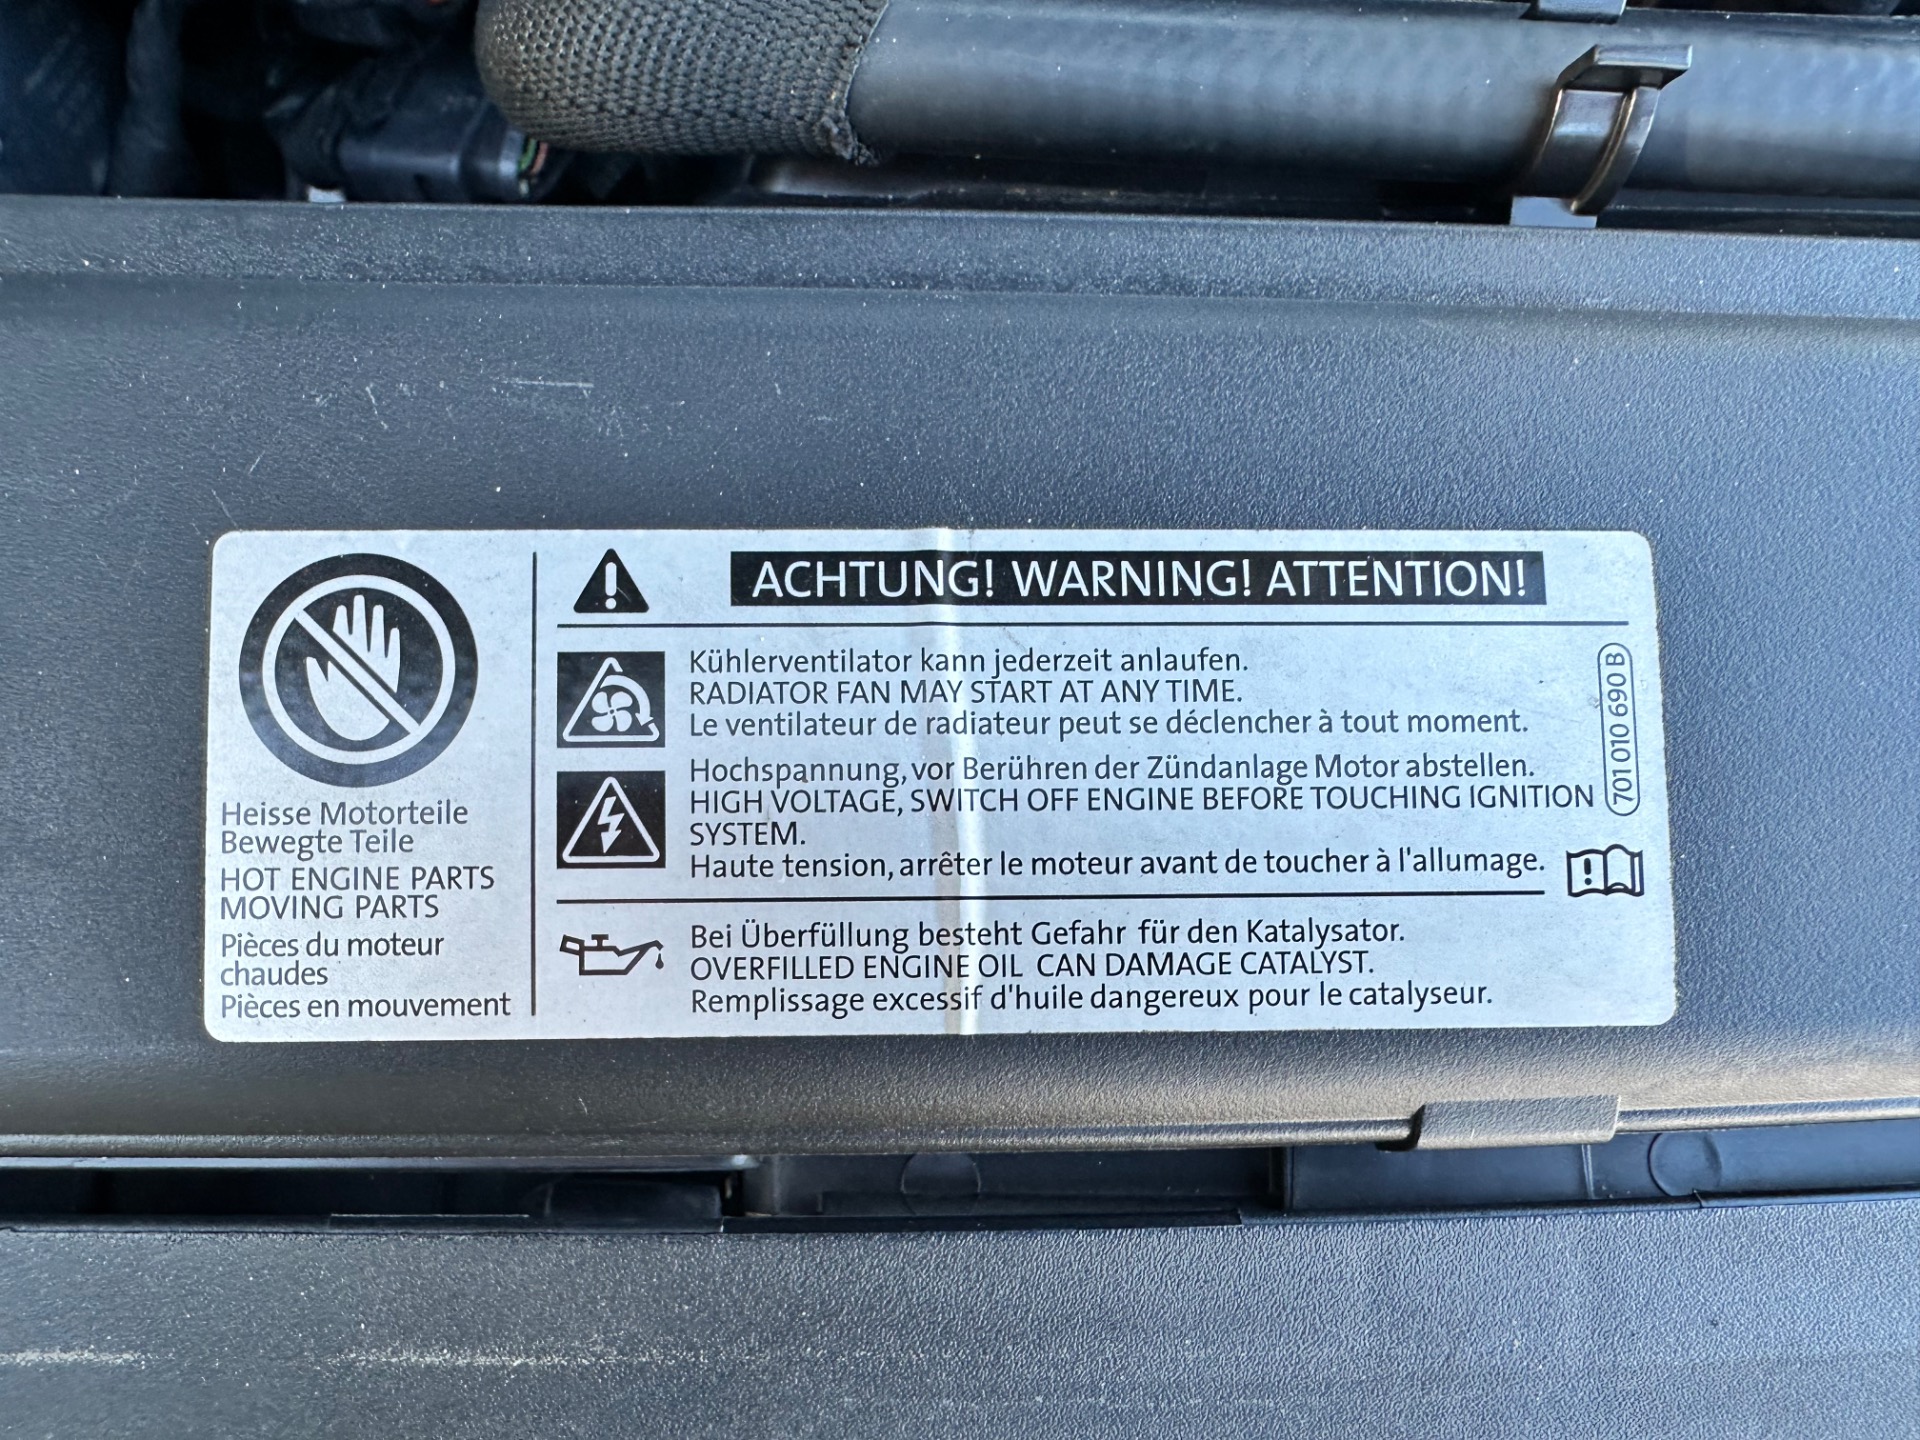 ACHTUNG! WARNING! ATTENTION!
Heisse Motorteile
Bewegte Teile
HOT ENGINE PARTS
MOVING PARTS
Pièces du moteur
chaudes
Pièces en mouvement
Kühlerventilator kann jederzeit anlaufen.
RADIATOR FAN MAY START AT ANY TIME.
Le ventilateur de radiateur peut se déclencher à tout moment.
Hochspannung, vor Berühren der Zündanlage Motor abstellen.
HIGH VOLTAGE, SWITCH OFF ENGINE BEFORE TOUCHING IGNITION
SYSTEM.
Haute tension, arrêter le moteur avant de toucher à l'allumage.
Bei Überfüllung besteht Gefahr für den Katalysator.
OVERFILLED ENGINE OIL CAN DAMAGE CATALYST.
Remplissage excessif d'huile dangereux pour le catalyseur.
701 010 690 B